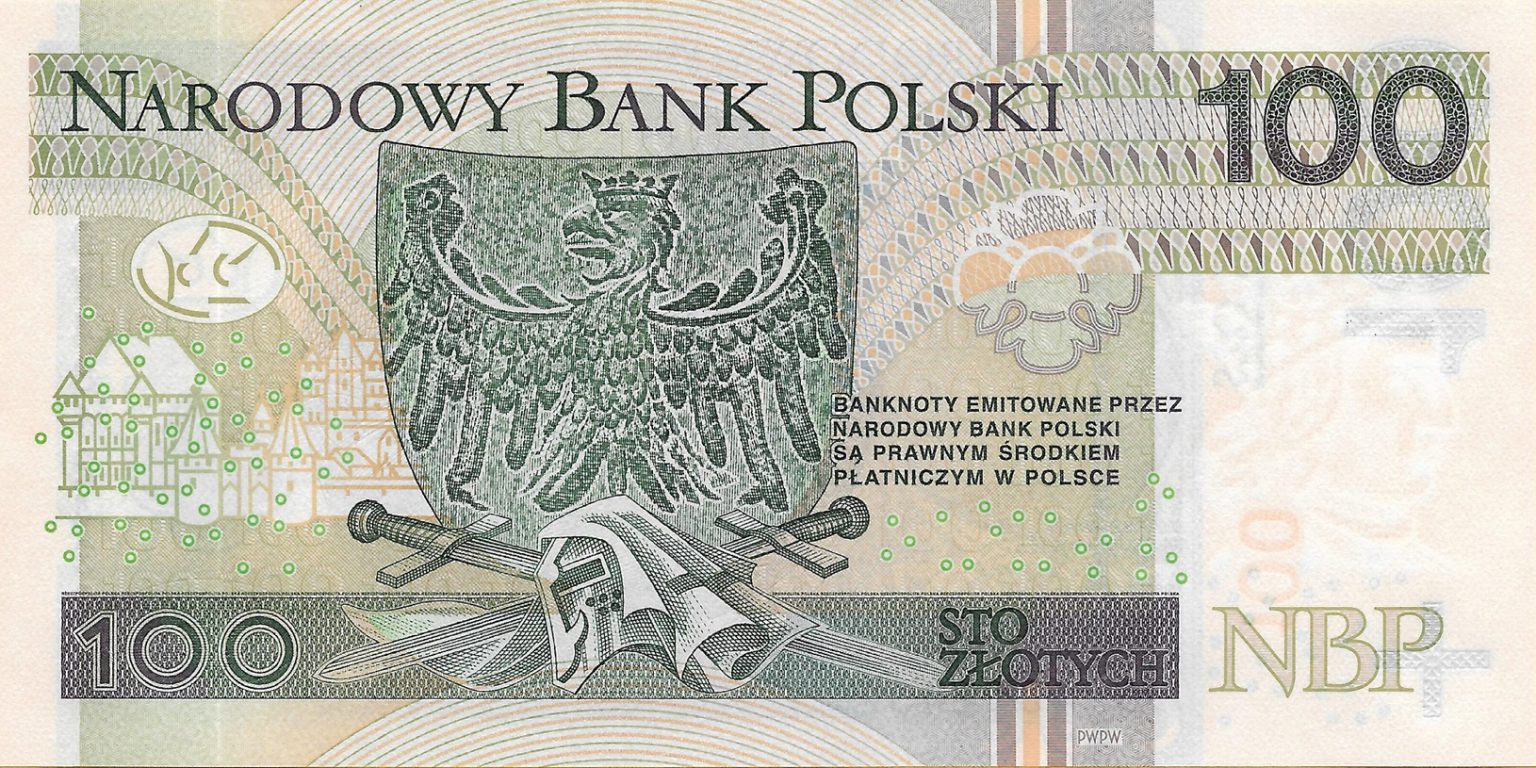 NARODOWY BANK POLSKI
100
BANKNOTY EMITOWANE PRZEZ
NARODOWY BANK POLSKI
SĄ PRAWNYM ŚRODKIEM
PŁATNICZYM W POLSCE
100
STO
ZŁOTYCH
NBP
PWPW